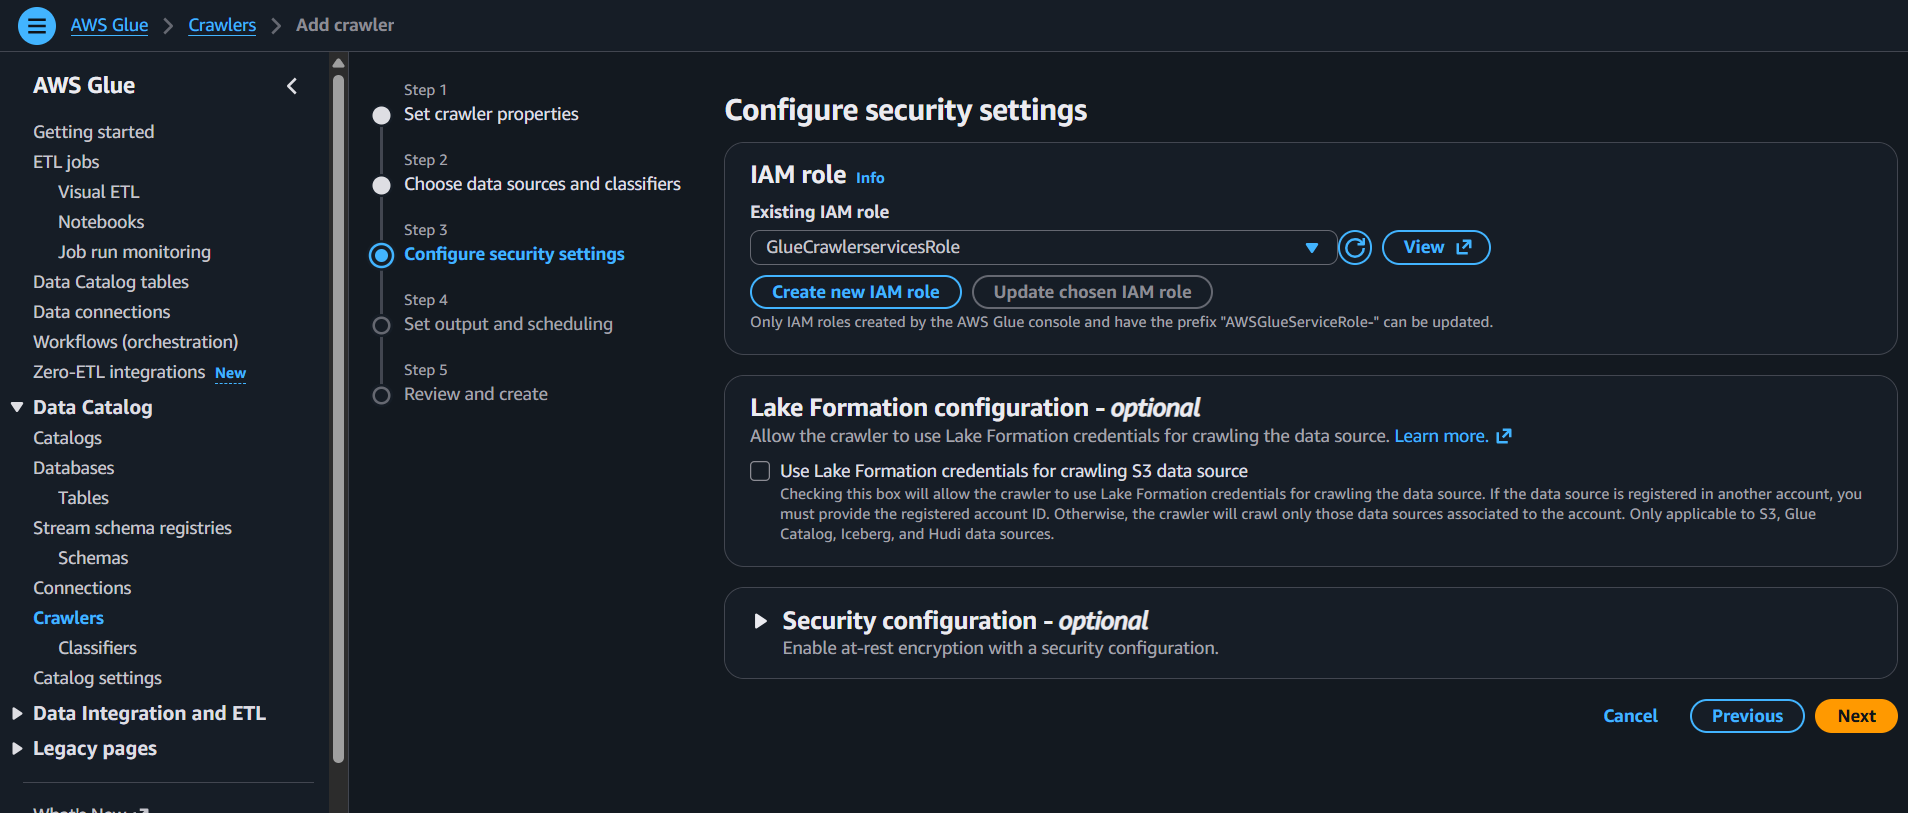 AWS Glue
Crawlers
Add crawler
AWS Glue
Getting started
ETL jobs
Visual ETL
Notebooks
Job run monitoring
Data Catalog tables
Data connections
Workflows (orchestration)
Zero-ETL integrations New
Data Catalog
Catalogs
Databases
Tables
Stream schema registries
Schemas
Connections
Crawlers
Classifiers
Catalog settings
Data Integration and ETL
Legacy pages
What's New
Step 1
Set crawler properties
Step 2
Choose data sources and classifiers
Step 3
Configure security settings
Step 4
Set output and scheduling
Step 5
Review and create
Configure security settings
IAM role Info
Existing IAM role
GlueCrawlerservicesRole
View
Create new IAM role
Update chosen IAM role
Only IAM roles created by the AWS Glue console and have the prefix "AWSGlueServiceRole-" can be updated.
Lake Formation configuration - optional
Allow the crawler to use Lake Formation credentials for crawling the data source. Learn more.
Use Lake Formation credentials for crawling S3 data source
Checking this box will allow the crawler to use Lake Formation credentials for crawling the data source. If the data source is registered in another account, you
must provide the registered account ID. Otherwise, the crawler will crawl only those data sources associated to the account. Only applicable to S3, Glue
Catalog, Iceberg, and Hudi data sources.
Security configuration - optional
Enable at-rest encryption with a security configuration.
Cancel
Previous
Next